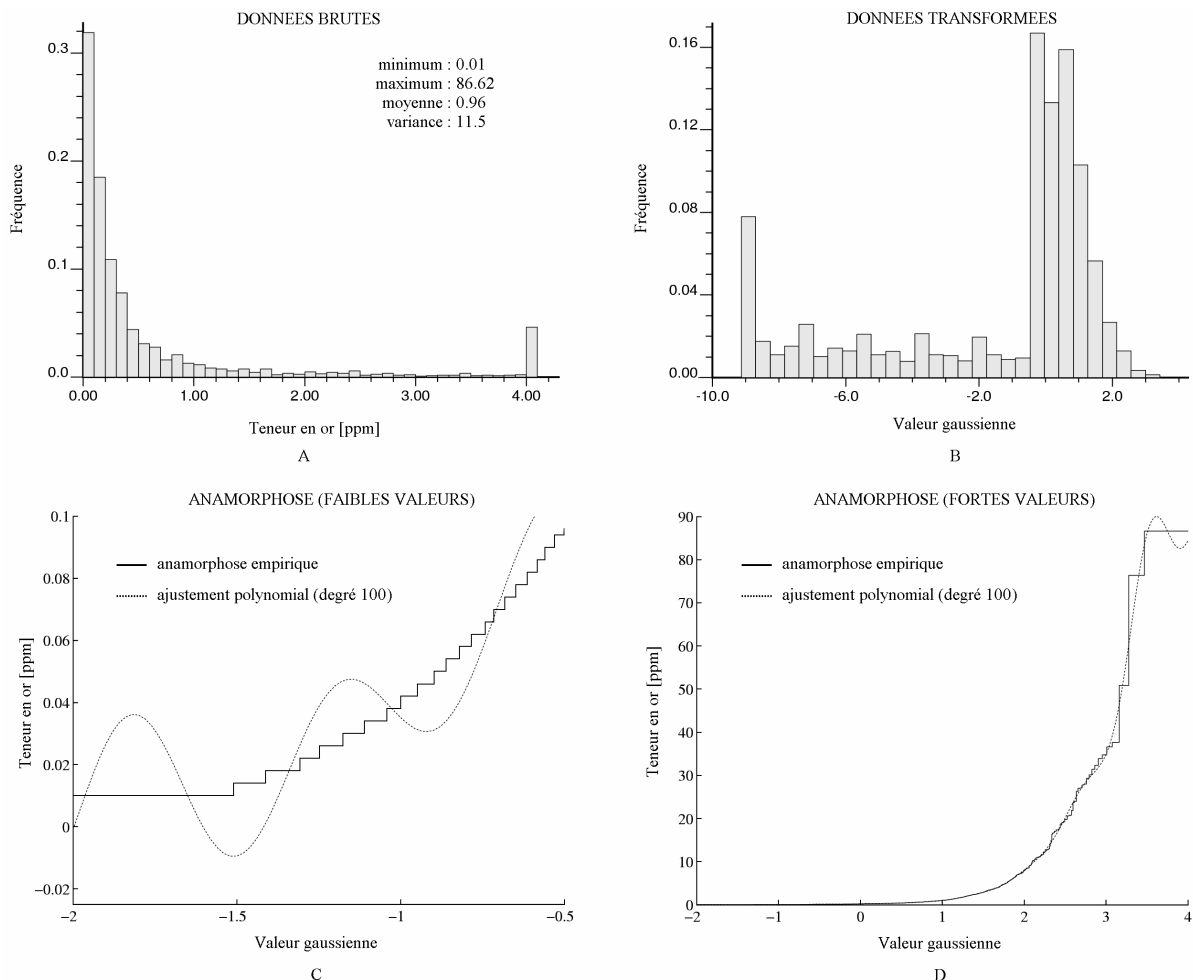 DONNEES BRUTES
0.3
0.2
0.1
0.0
Fréquence
minimum : 0.01
maximum : 86.62
moyenne : 0.96
variance : 11.5
0.00
1.00
2.00
3.00
4.00
Teneur en or [ppm]
A
DONNEES TRANSFORMEES
0.16
0.12
0.08
0.04
0.00
Fréquence
-10.0
-6.0
-2.0
2.0
Valeur gaussienne
B
ANAMORPHOSE (FAIBLES VALEURS)
0.1
0.08
0.06
0.04
0.02
0
−0.02
Teneur en or [ppm]
anamorphose empirique
ajustement polynomial (degré 100)
−2
−1.5
−1
−0.5
Valeur gaussienne
C
ANAMORPHOSE (FORTES VALEURS)
90
80
70
60
50
40
30
20
10
0
Teneur en or [ppm]
anamorphose empirique
ajustement polynomial (degré 100)
−2
−1
0
1
2
3
4
Valeur gaussienne
D